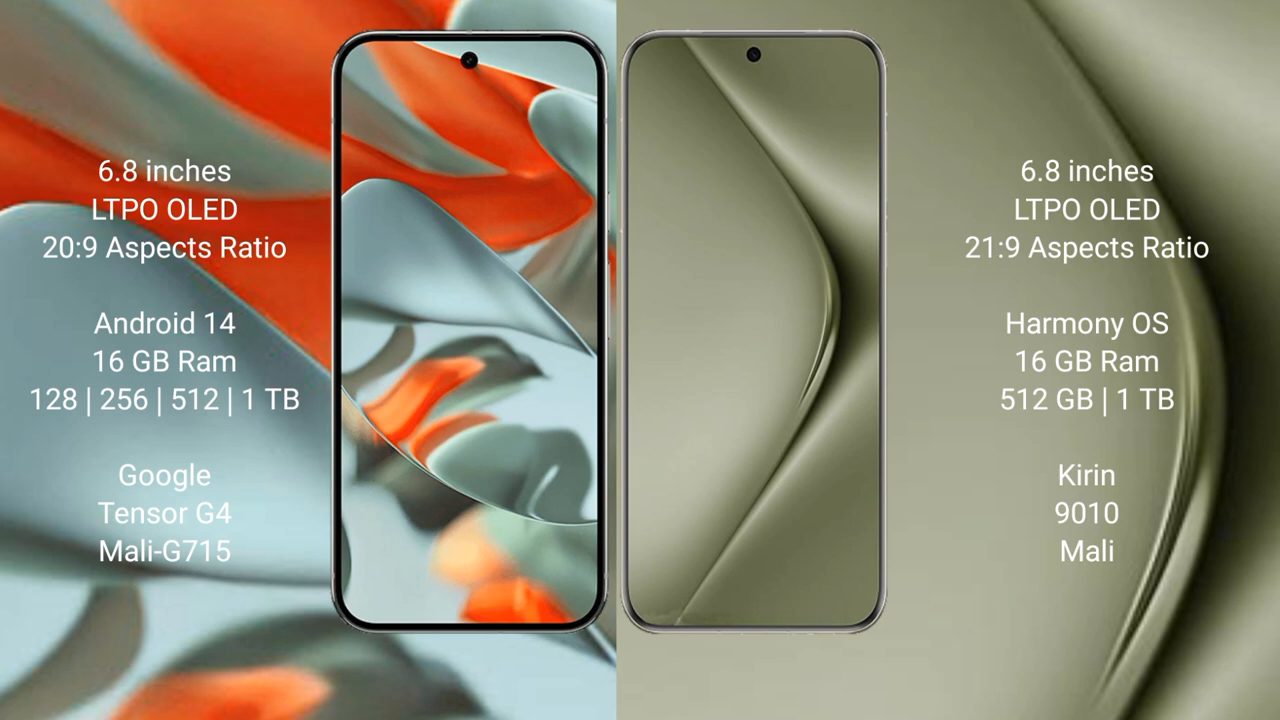 6.8 inches
LTPO OLED
20:9 Aspects Ratio
Android 14
16 GB Ram
128 | 256 | 512 | 1 TB
Google
Tensor G4
Mali-G715
6.8 inches
LTPO OLED
21:9 Aspects Ratio
Harmony OS
16 GB Ram
512 GB | 1 TB
Kirin
9010
Mali